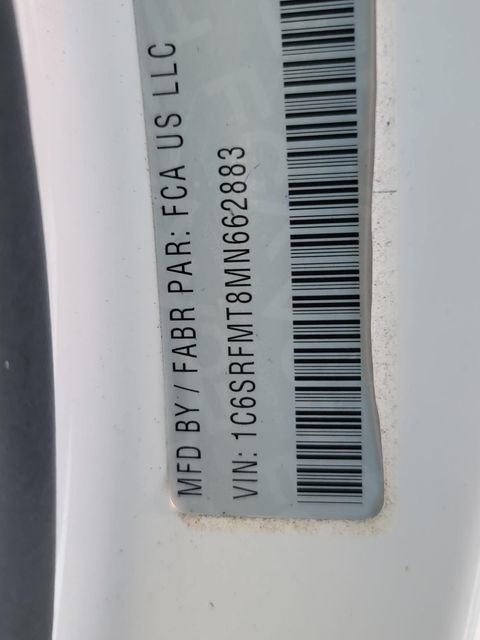 MFD BY / FABR PAR: FCA US LLC
VIN: 1C6SRFMT8MN662883